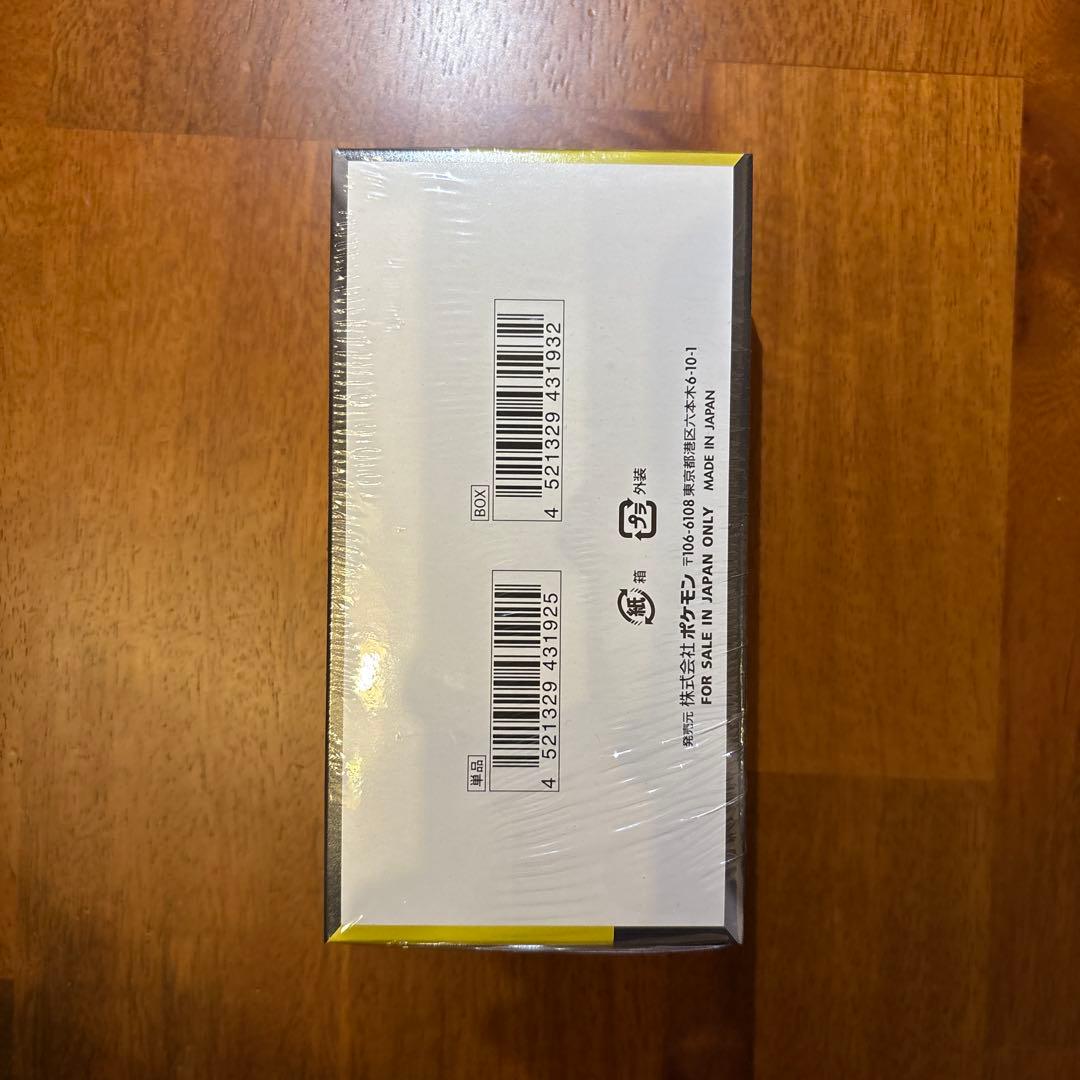 単品
4 521329 431925
BOX
4 521329 431932
紙 箱
プラ 外装
発売元 株式会社 ポケモン 〒106-6108 東京都港区六本木6-10-1
FOR SALE IN JAPAN ONLY MADE IN JAPAN